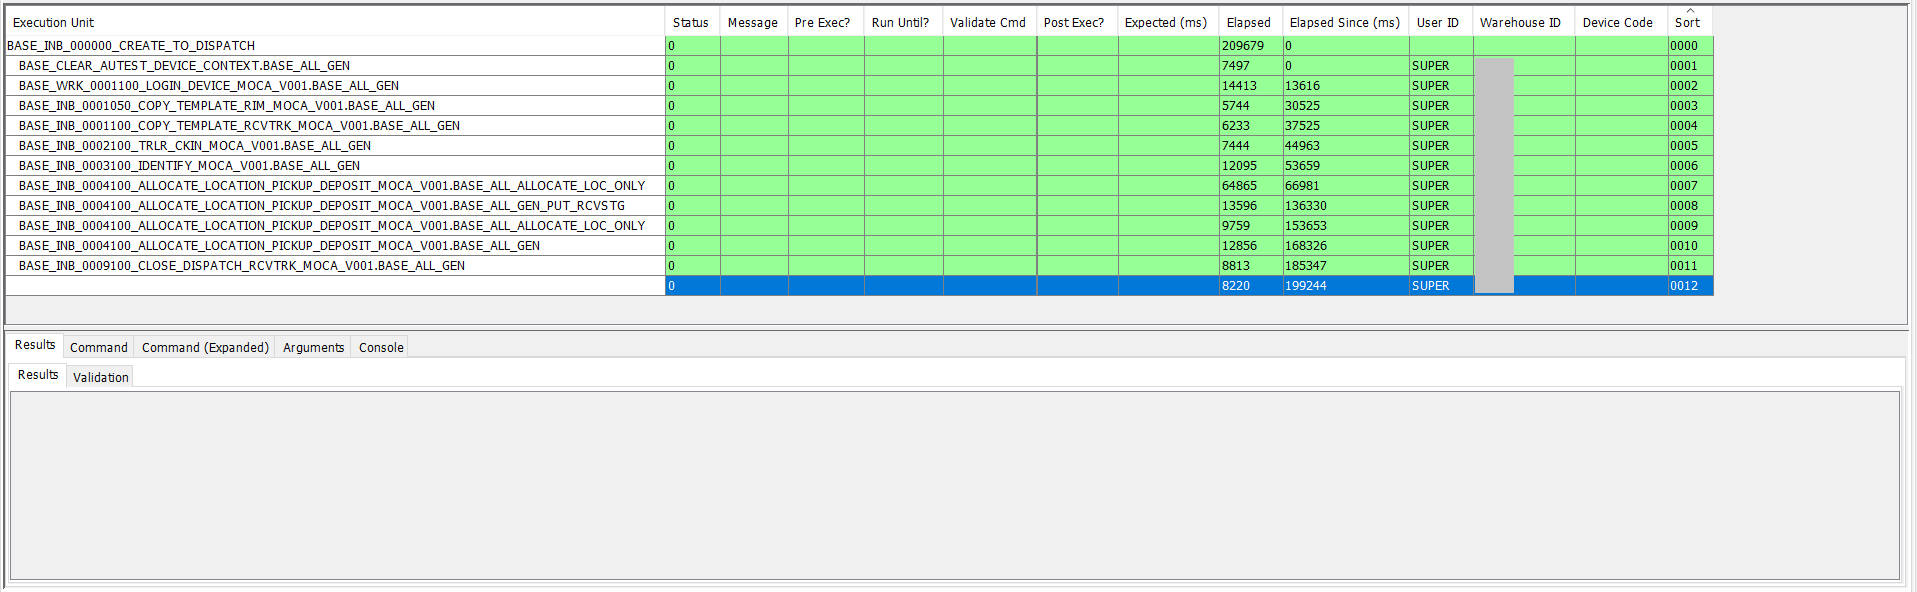 Execution Unit Status Message Pre Exec? Run Until? Validate Cmd Post Exec? Expected (ms) Elapsed Elapsed Since (ms) User ID Warehouse ID Device Code Sort
BASE_INB_000000_CREATE_TO_DISPATCH 0 209679 0 0000
BASE_CLEAR_AUTEST_DEVICE_CONTEXT.BASE_ALL_GEN 0 7497 0 SUPER 0001
BASE_WRK_0001100_LOGIN_DEVICE_MOCA_V001.BASE_ALL_GEN 0 14413 13616 SUPER 0002
BASE_INB_0001050_COPY_TEMPLATE_RIM_MOCA_V001.BASE_ALL_GEN 0 5744 30525 SUPER 0003
BASE_INB_0001100_COPY_TEMPLATE_RCVTRK_MOCA_V001.BASE_ALL_GEN 0 6233 37525 SUPER 0004
BASE_INB_0002100_TRLR_CKIN_MOCA_V001.BASE_ALL_GEN 0 7444 44963 SUPER 0005
BASE_INB_0003100_IDENTIFY_MOCA_V001.BASE_ALL_GEN 0 12095 53659 SUPER 0006
BASE_INB_0004100_ALLOCATE_LOCATION_PICKUP_DEPOSIT_MOCA_V001.BASE_ALL_ALLOCATE_LOC_ONLY 0 64865 66981 SUPER 0007
BASE_INB_0004100_ALLOCATE_LOCATION_PICKUP_DEPOSIT_MOCA_V001.BASE_ALL_GEN_PUT_RCVSTG 0 13596 136330 SUPER 0008
BASE_INB_0004100_ALLOCATE_LOCATION_PICKUP_DEPOSIT_MOCA_V001.BASE_ALL_ALLOCATE_LOC_ONLY 0 9759 153653 SUPER 0009
BASE_INB_0004100_ALLOCATE_LOCATION_PICKUP_DEPOSIT_MOCA_V001.BASE_ALL_GEN 0 12856 168326 SUPER 0010
BASE_INB_0009100_CLOSE_DISPATCH_RCVTRK_MOCA_V001.BASE_ALL_GEN 0 8813 185347 SUPER 0011
0 8220 199244 SUPER 0012
Results Command Command (Expanded) Arguments Console
Results Validation